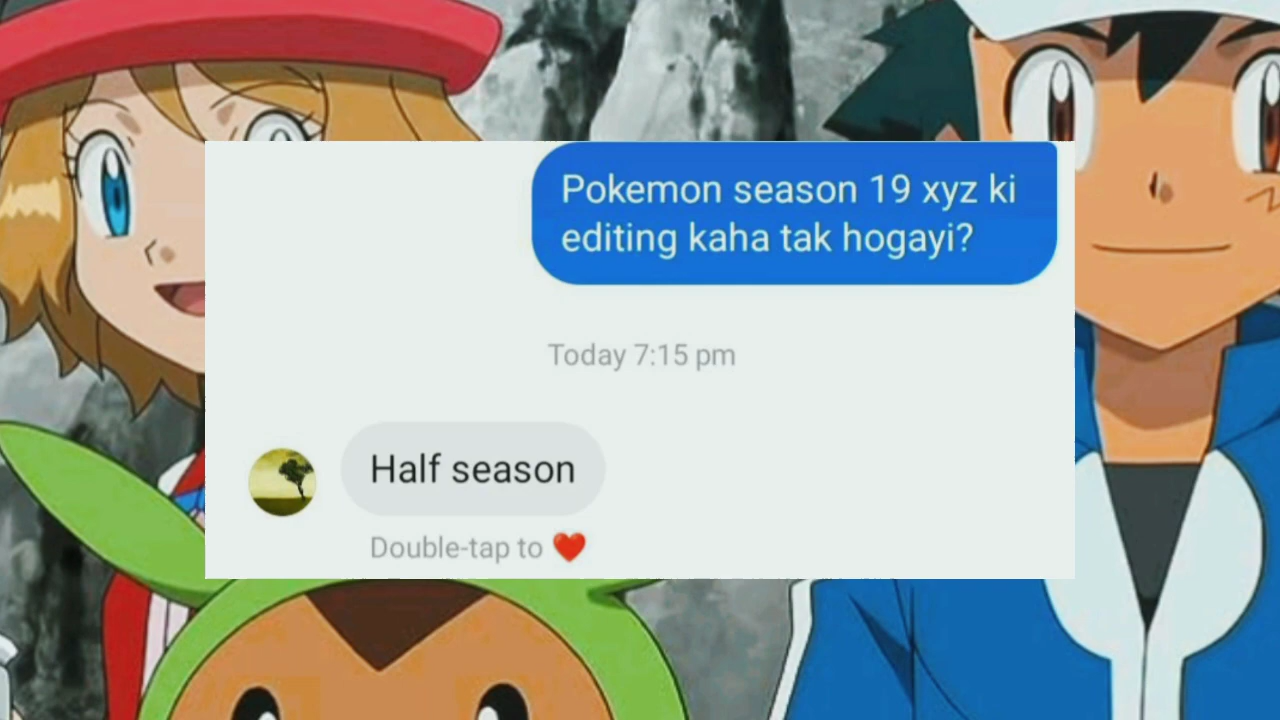 Pokemon season 19 xyz ki
editing kaha tak hogayi?
Today 7:15 pm
Half season
Double-tap to ❤️